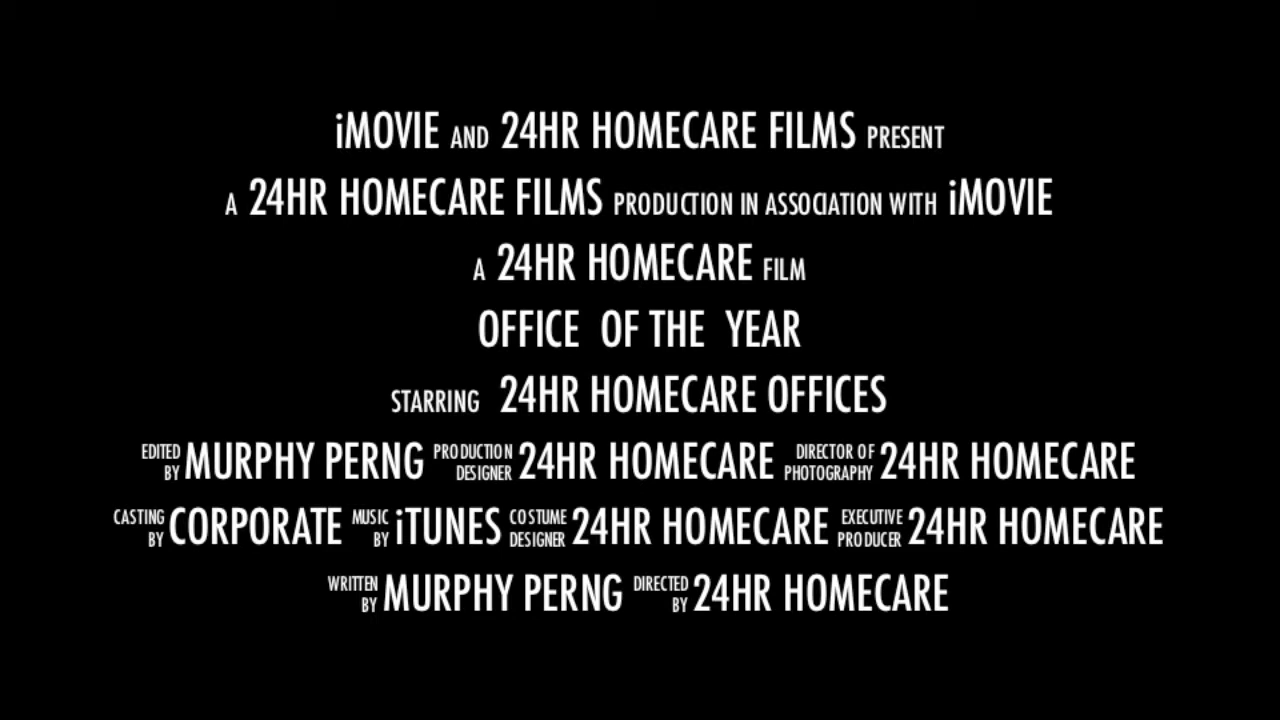 iMOVIE AND 24HR HOMECARE FILMS PRESENT
A 24HR HOMECARE FILMS PRODUCTION IN ASSOCIATION WITH iMOVIE
A 24HR HOMECARE FILM
OFFICE OF THE YEAR
STARRING 24HR HOMECARE OFFICES
EDITED BY MURPHY PERNG PRODUCTION DESIGNER 24HR HOMECARE DIRECTOR OF PHOTOGRAPHY 24HR HOMECARE
CASTING BY CORPORATE MUSIC BY iTUNES COSTUME DESIGNER 24HR HOMECARE EXECUTIVE PRODUCER 24HR HOMECARE
WRITTEN BY MURPHY PERNG DIRECTED BY 24HR HOMECARE